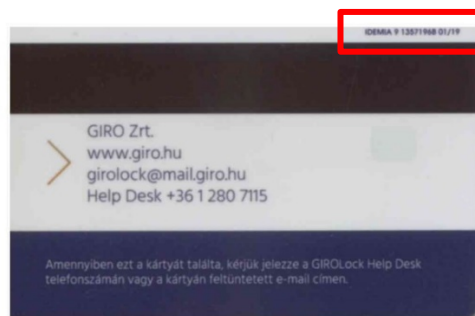 IDEMIA 9 13571968 01/19
GIRO Zrt.
www.giro.hu
girolock@mail.giro.hu
Help Desk +36 1 280 7115
Amennyiben ezt a kártyát találta, kérjük jelezze a GIROLock Help Desk
telefonszámán vagy a kártyán feltüntetett e-mail címen.